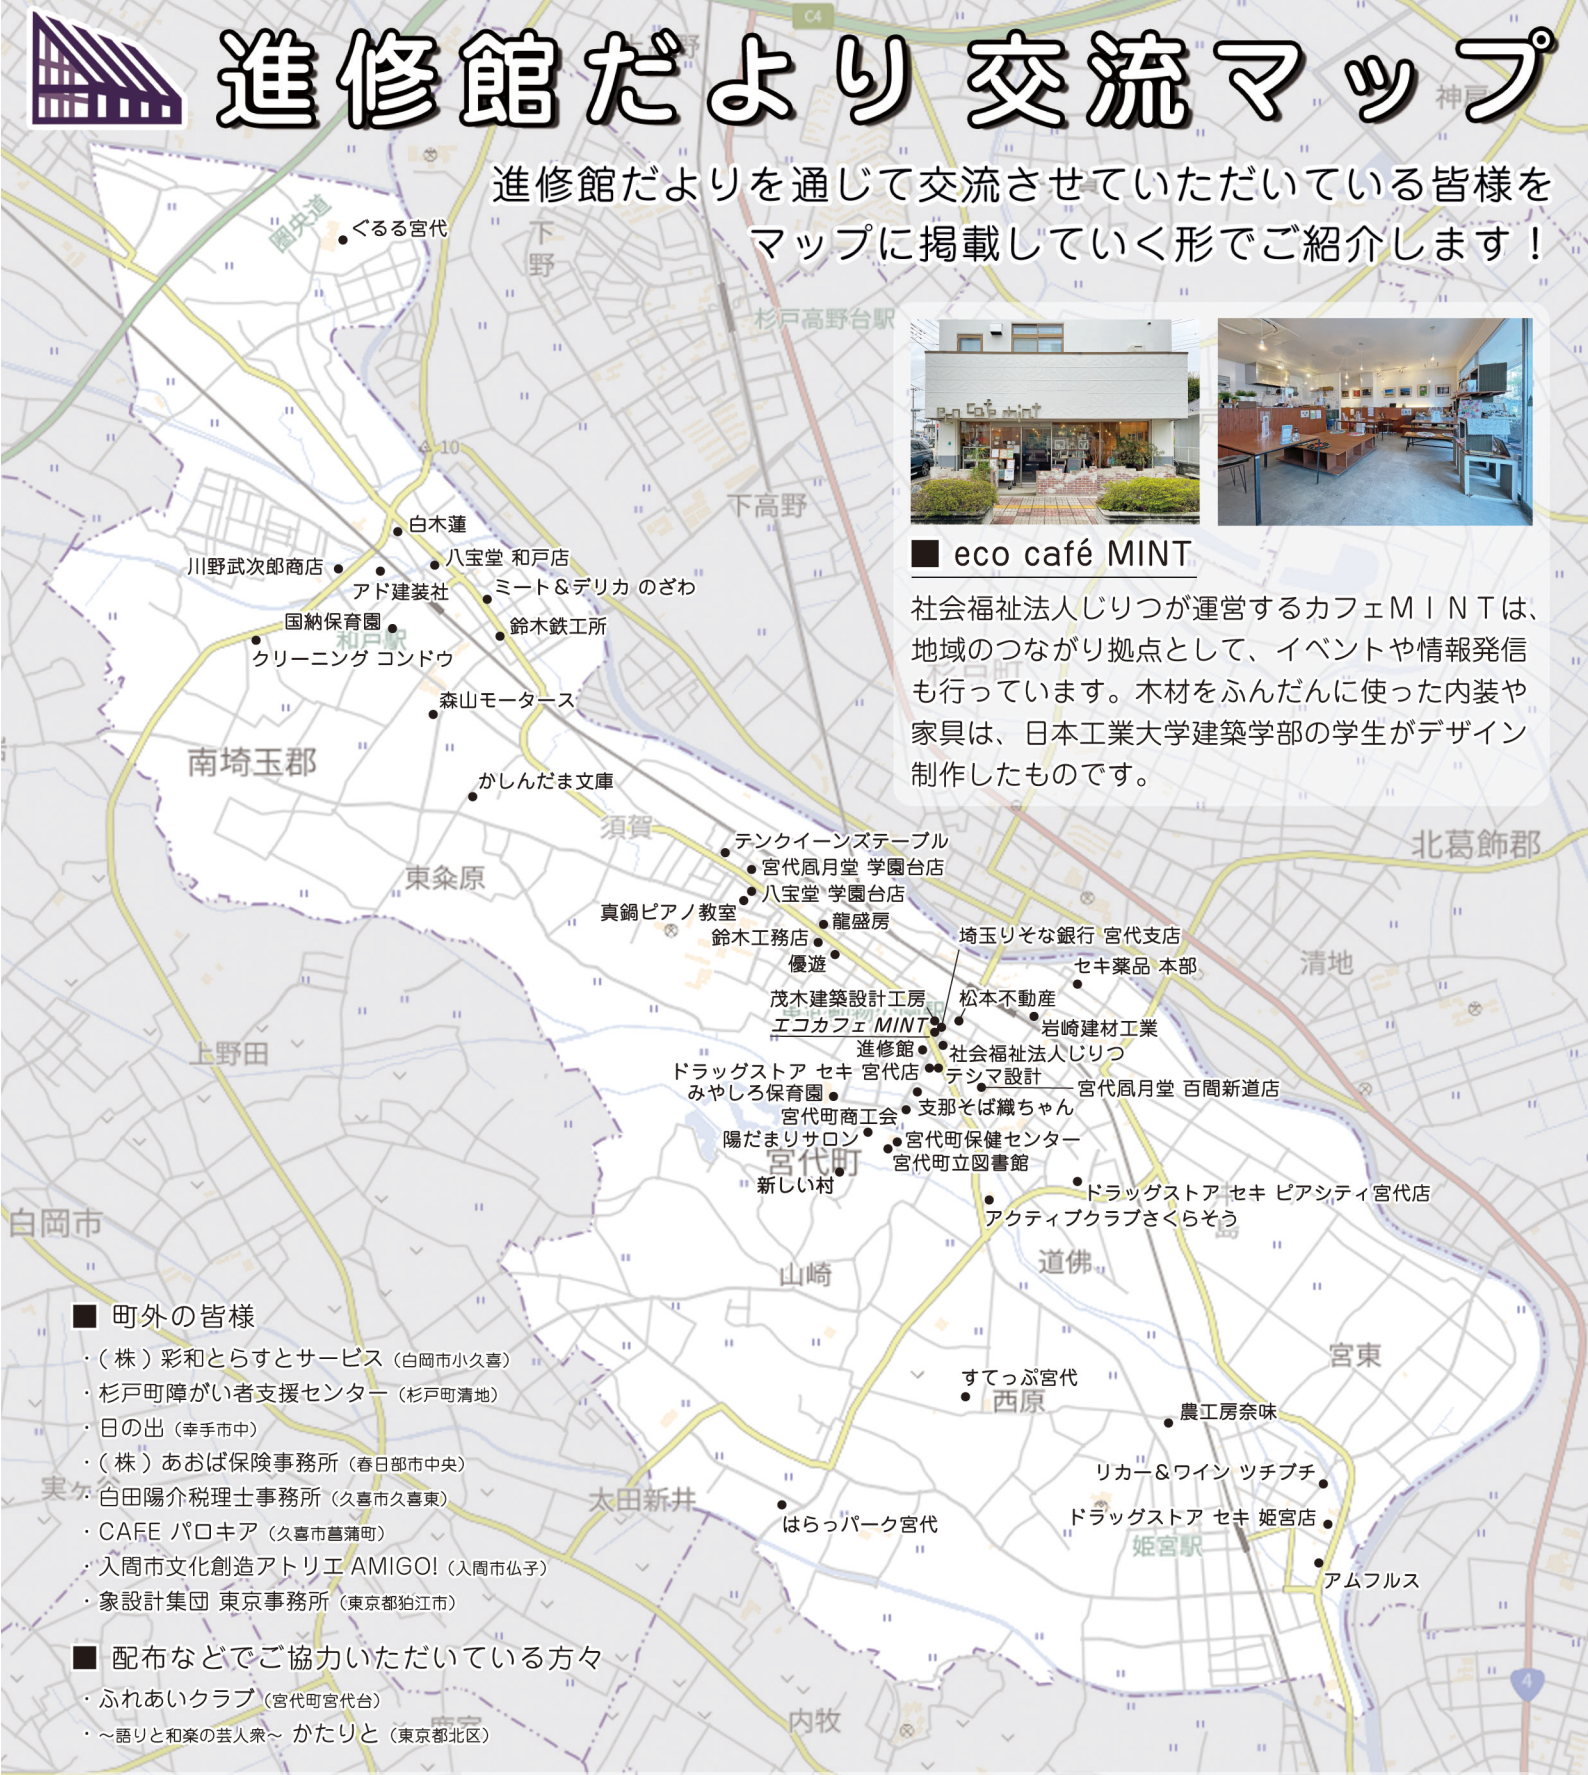 進修館だより 交流マップ
進修館だよりを通じて交流させていただいている皆様を
マップに掲載していく形でご紹介します！
C4
神戸
圏央道
ぐるる宮代
下野
杉戸高野台駅
10
下高野
eco cafe mint
■ eco café MINT
社会福祉法人じりつが運営するカフェＭＩＮＴは、
地域のつながり拠点として、イベントや情報発信
も行っています。木材をふんだんに使った内装や
家具は、日本工業大学建築学部の学生がデザイン
制作したものです。
白木蓮
八宝堂 和戸店
川野武次郎商店
アド建装社
ミート＆デリカ のざわ
国納保育園
鈴木鉄工所
和戸駅
クリーニング コンドウ
森山モータース
南埼玉郡
かしんだま文庫
須賀
東粂原
北葛飾郡
テンクイーンズテーブル
宮代凮月堂 学園台店
八宝堂 学園台店
真鍋ピアノ教室
龍盛房
鈴木工務店
優遊
埼玉りそな銀行 宮代支店
清地
セキ薬品 本部
茂木建築設計工房
松本不動産
エコカフェ MINT
岩崎建材工業
進修館
社会福祉法人じりつ
上野田
ドラッグストア セキ 宮代店
テシマ設計
みやしろ保育園
宮代凮月堂 百間新道店
宮代町商工会
支那そば織ちゃん
陽だまりサロン
宮代町保健センター
宮代町
宮代町立図書館
新しい村
ドラッグストア セキ ピアシティ宮代店
アクティブクラブさくらそう
白岡市
道佛
山崎
宮東
すてっぷ宮代
西原
農工房奈味
リカー＆ワイン ツチブチ
太田新井
はらっパーク宮代
ドラッグストア セキ 姫宮店
姫宮駅
アムフルス
内牧
4
■ 町外の皆様
・( 株 ) 彩和とらすとサービス（白岡市小久喜）
・杉戸町障がい者支援センター（杉戸町清地）
・日の出（幸手市中）
・( 株 ) あおば保険事務所（春日部市中央）
・白田陽介税理士事務所（久喜市久喜東）
・CAFE パロキア（久喜市菖蒲町）
・入間市文化創造アトリエ AMIGO!（入間市仏子）
・象設計集団 東京事務所（東京都狛江市）
■ 配布などでご協力いただいている方々
・ふれあいクラブ（宮代町宮代台）
・～語りと和楽の芸人衆～ かたりと（東京都北区）